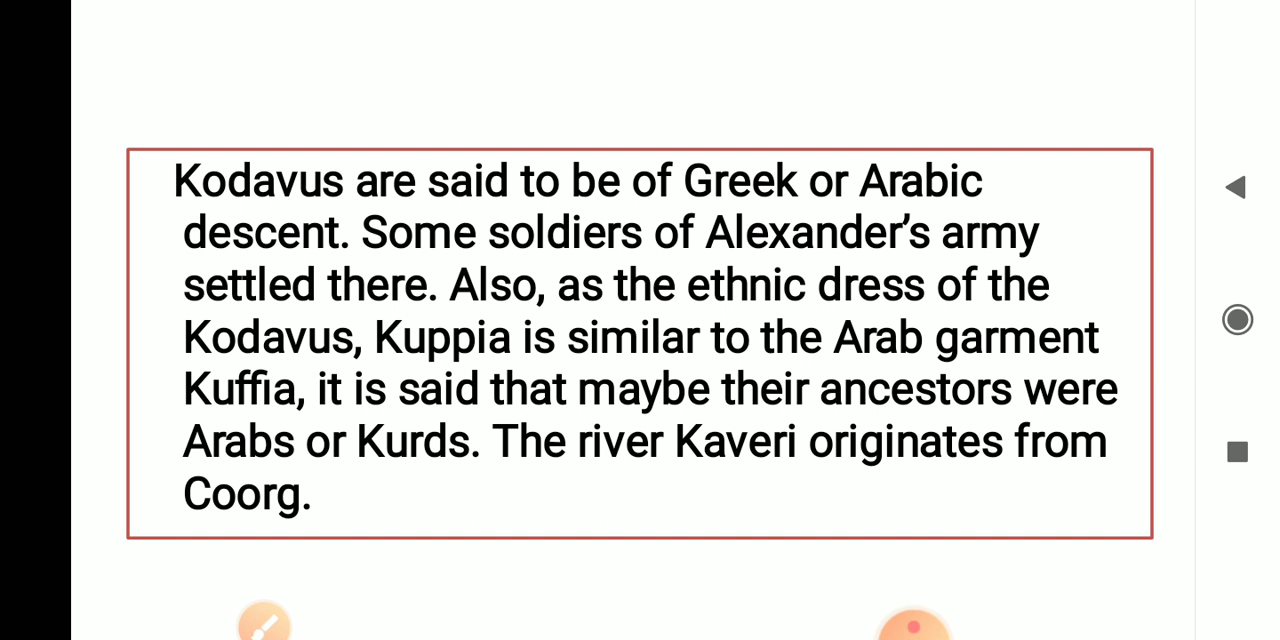 Kodavus are said to be of Greek or Arabic
descent. Some soldiers of Alexander’s army
settled there. Also, as the ethnic dress of the
Kodavus, Kuppia is similar to the Arab garment
Kuffia, it is said that maybe their ancestors were
Arabs or Kurds. The river Kaveri originates from
Coorg.